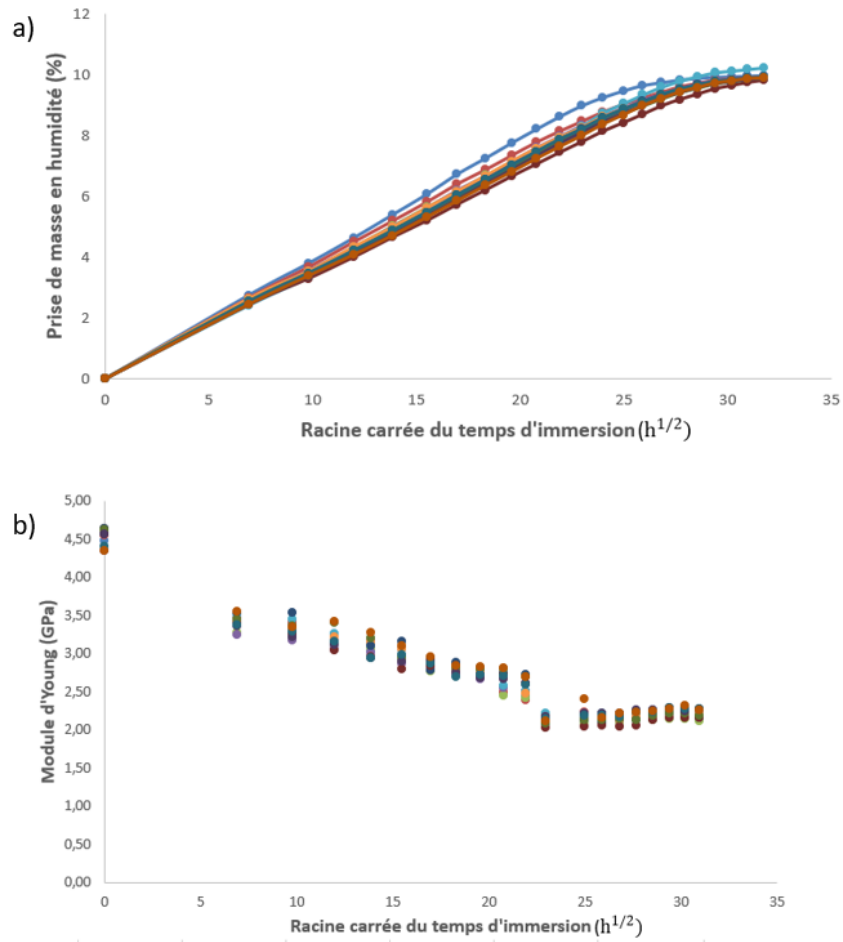 a)
Prise de masse en humidité (%)
12
10
8
6
4
2
0
0 5 10 15 20 25 30 35
Racine carrée du temps d'immersion (h^{1/2})
b)
Module d'Young (GPa)
5,00
4,50
4,00
3,50
3,00
2,50
2,00
1,50
1,00
0,50
0,00
0 5 10 15 20 25 30 35
Racine carrée du temps d'immersion (h^{1/2})